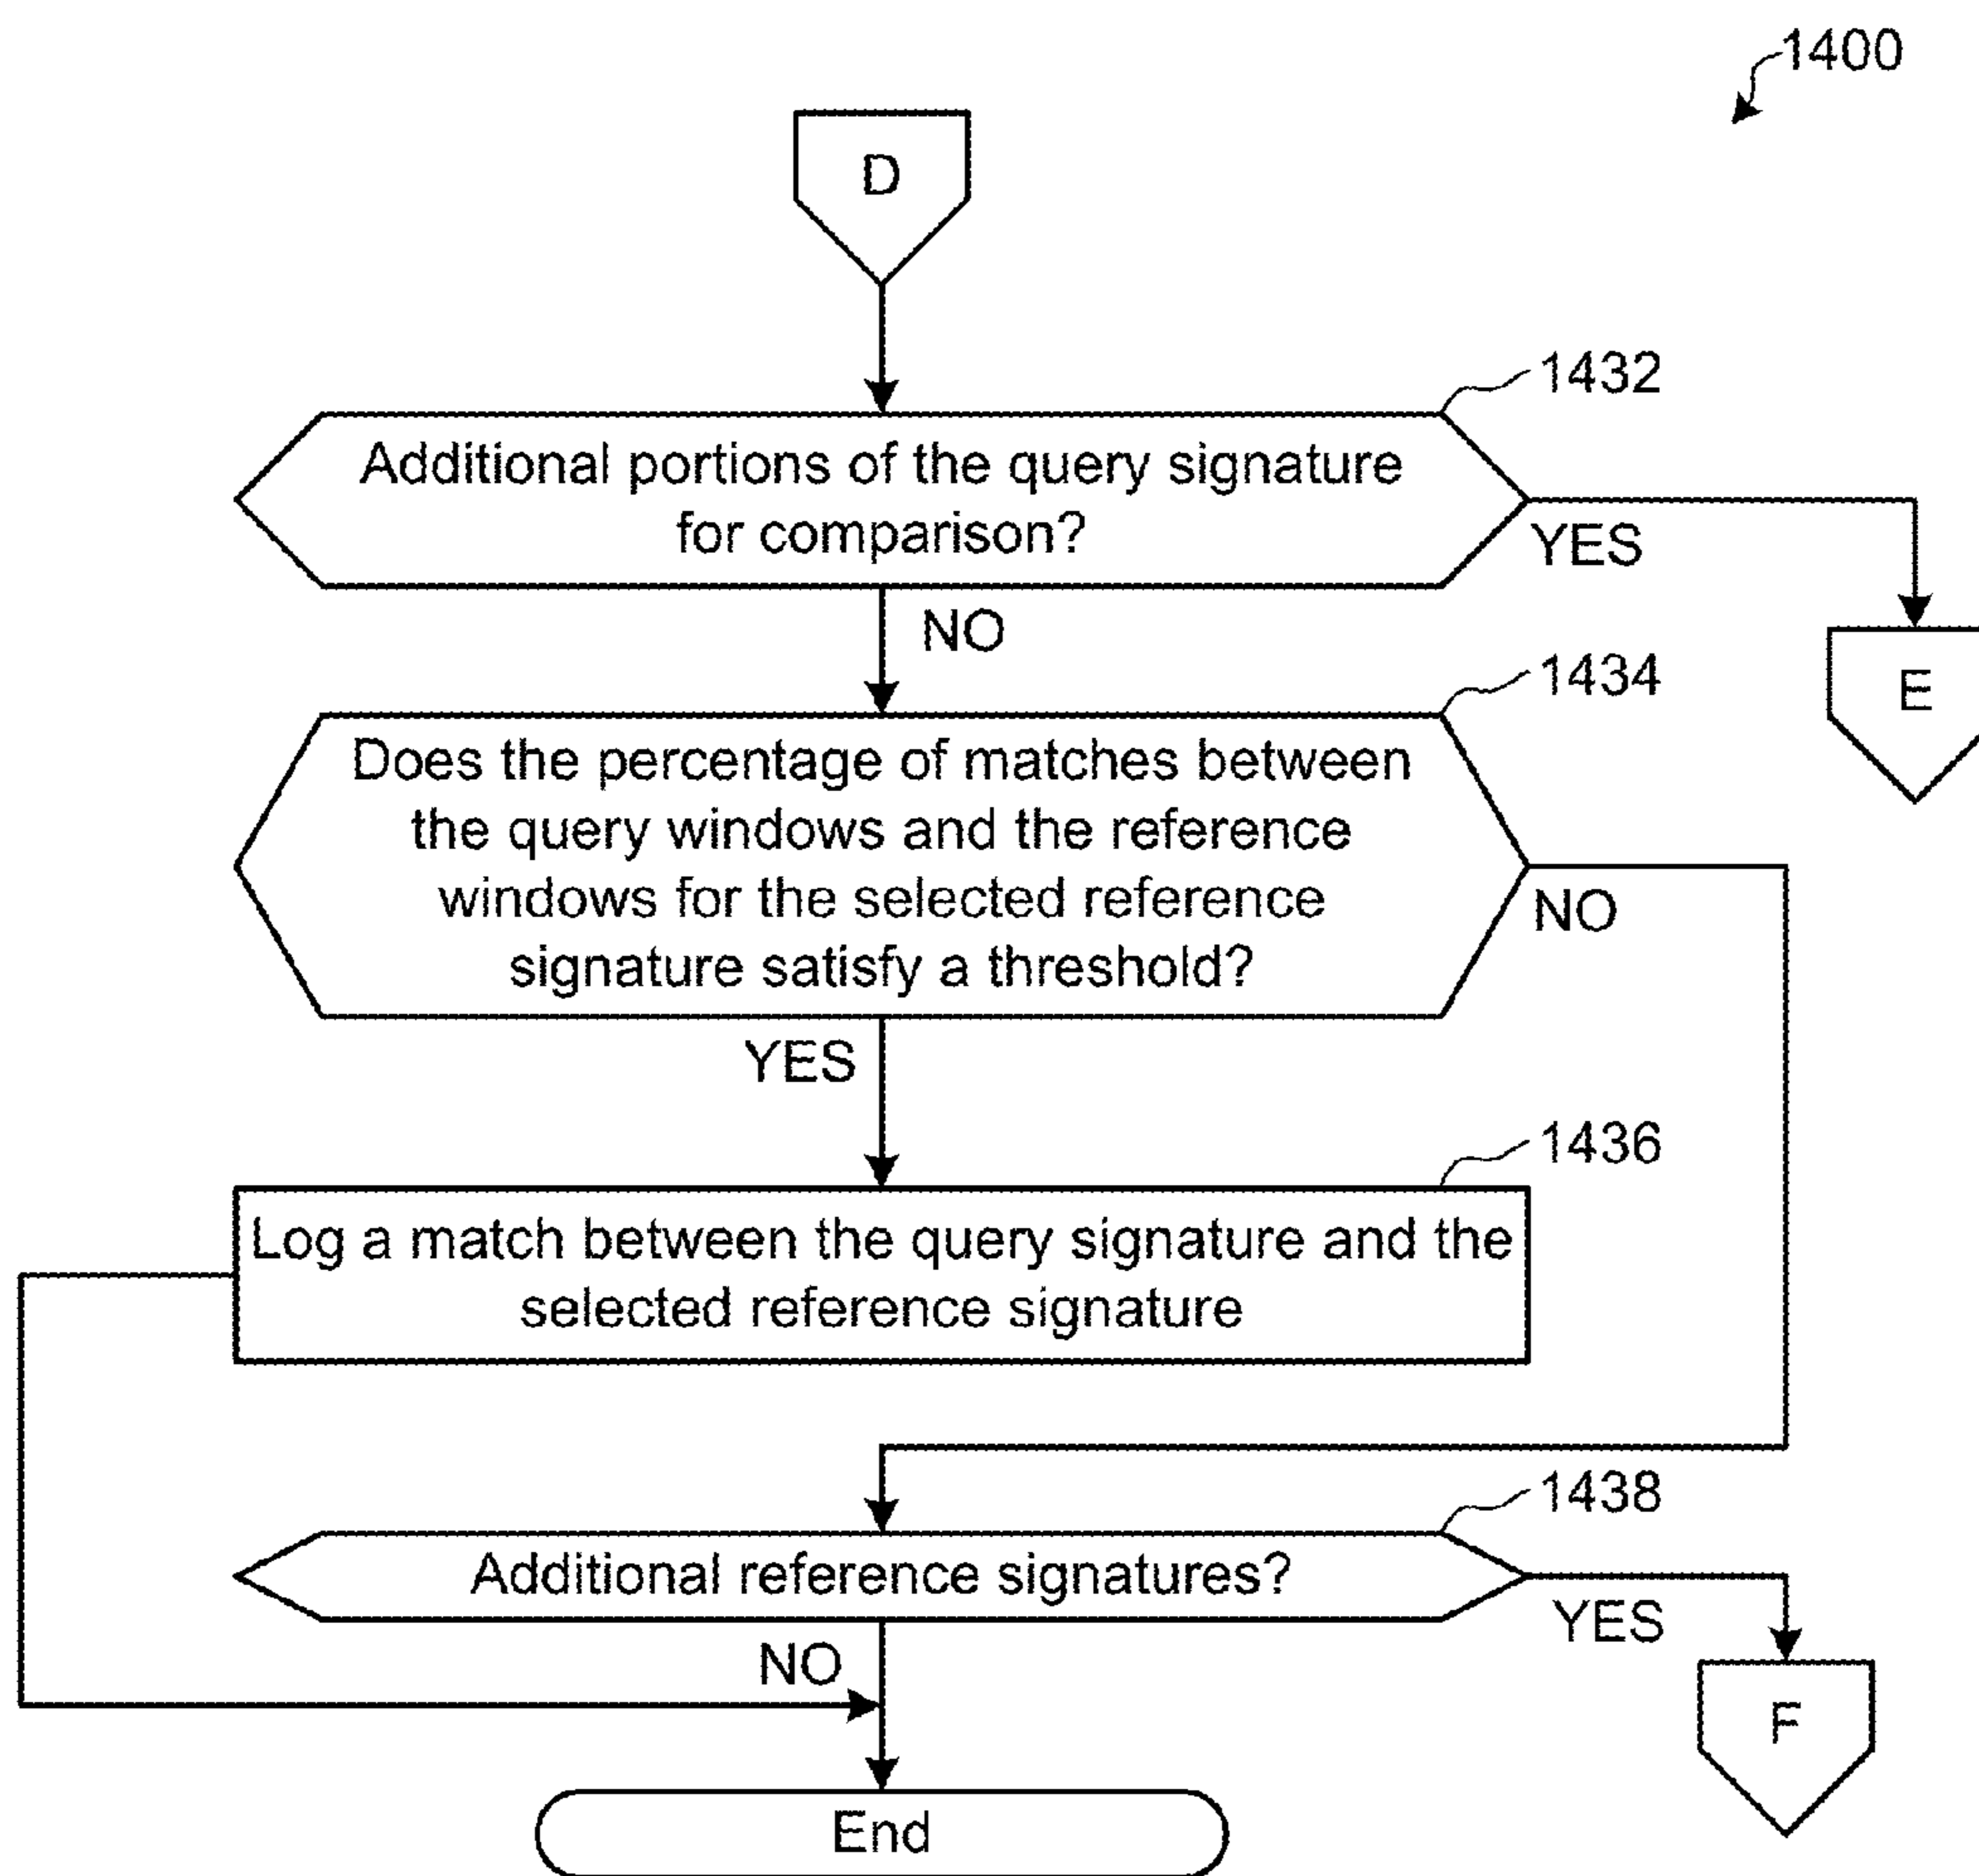 1400
D
1432
Additional portions of the query signature
for comparison?
YES
NO
E
1434
Does the percentage of matches between
the query windows and the reference
windows for the selected reference
signature satisfy a threshold?
NO
YES
1436
Log a match between the query signature and the
selected reference signature
1438
Additional reference signatures?
YES
NO
F
End